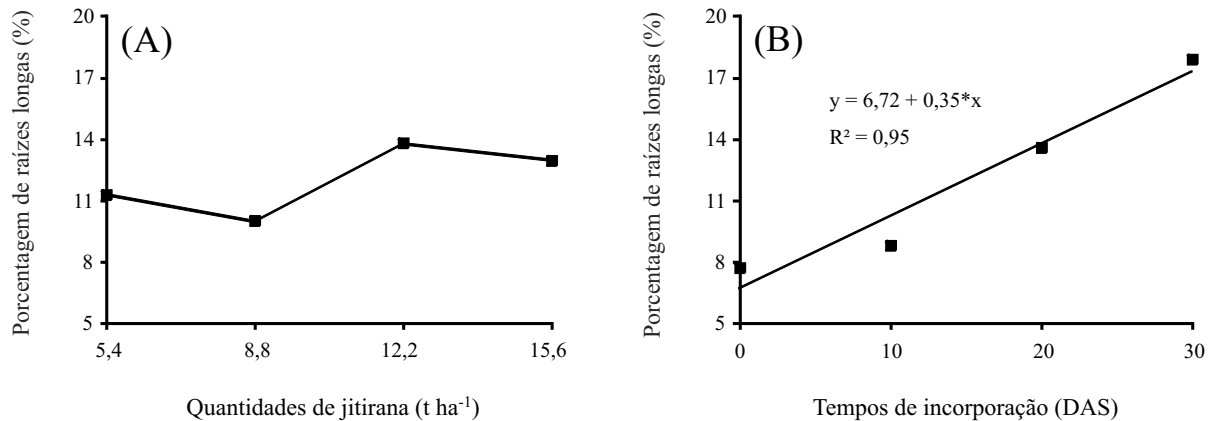 Porcentagem de raízes longas (%)
20
17
14
11
8
5
(A)
5,4 8,8 12,2 15,6
Quantidades de jitirana (t ha⁻¹)
Porcentagem de raízes longas (%)
20
17
14
11
8
5
(B)
y = 6,72 + 0,35*x
R² = 0,95
0 10 20 30
Tempos de incorporação (DAS)